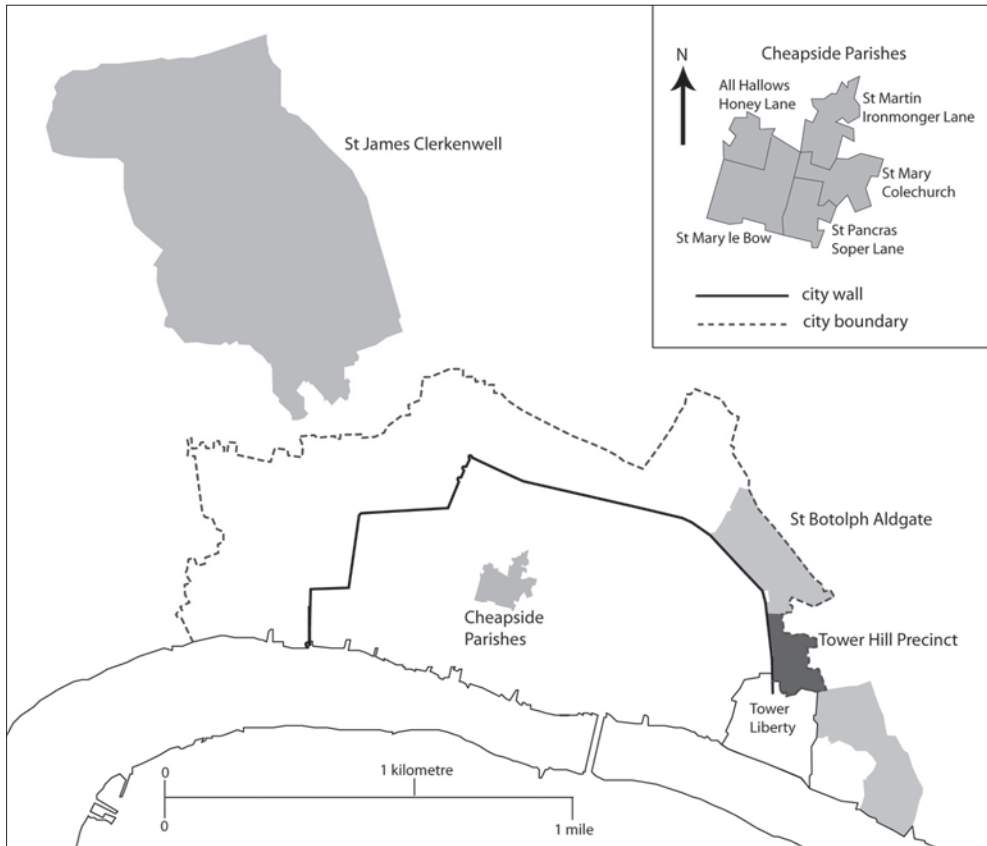 N
Cheapside Parishes
All Hallows
Honey Lane
St Martin
Ironmonger Lane
St Mary
Colechurch
St Mary le Bow
St Pancras
Soper Lane
city wall
city boundary
St James Clerkenwell
St Botolph Aldgate
Cheapside
Parishes
Tower Hill Precinct
Tower
Liberty
0
1 kilometre
0
1 mile